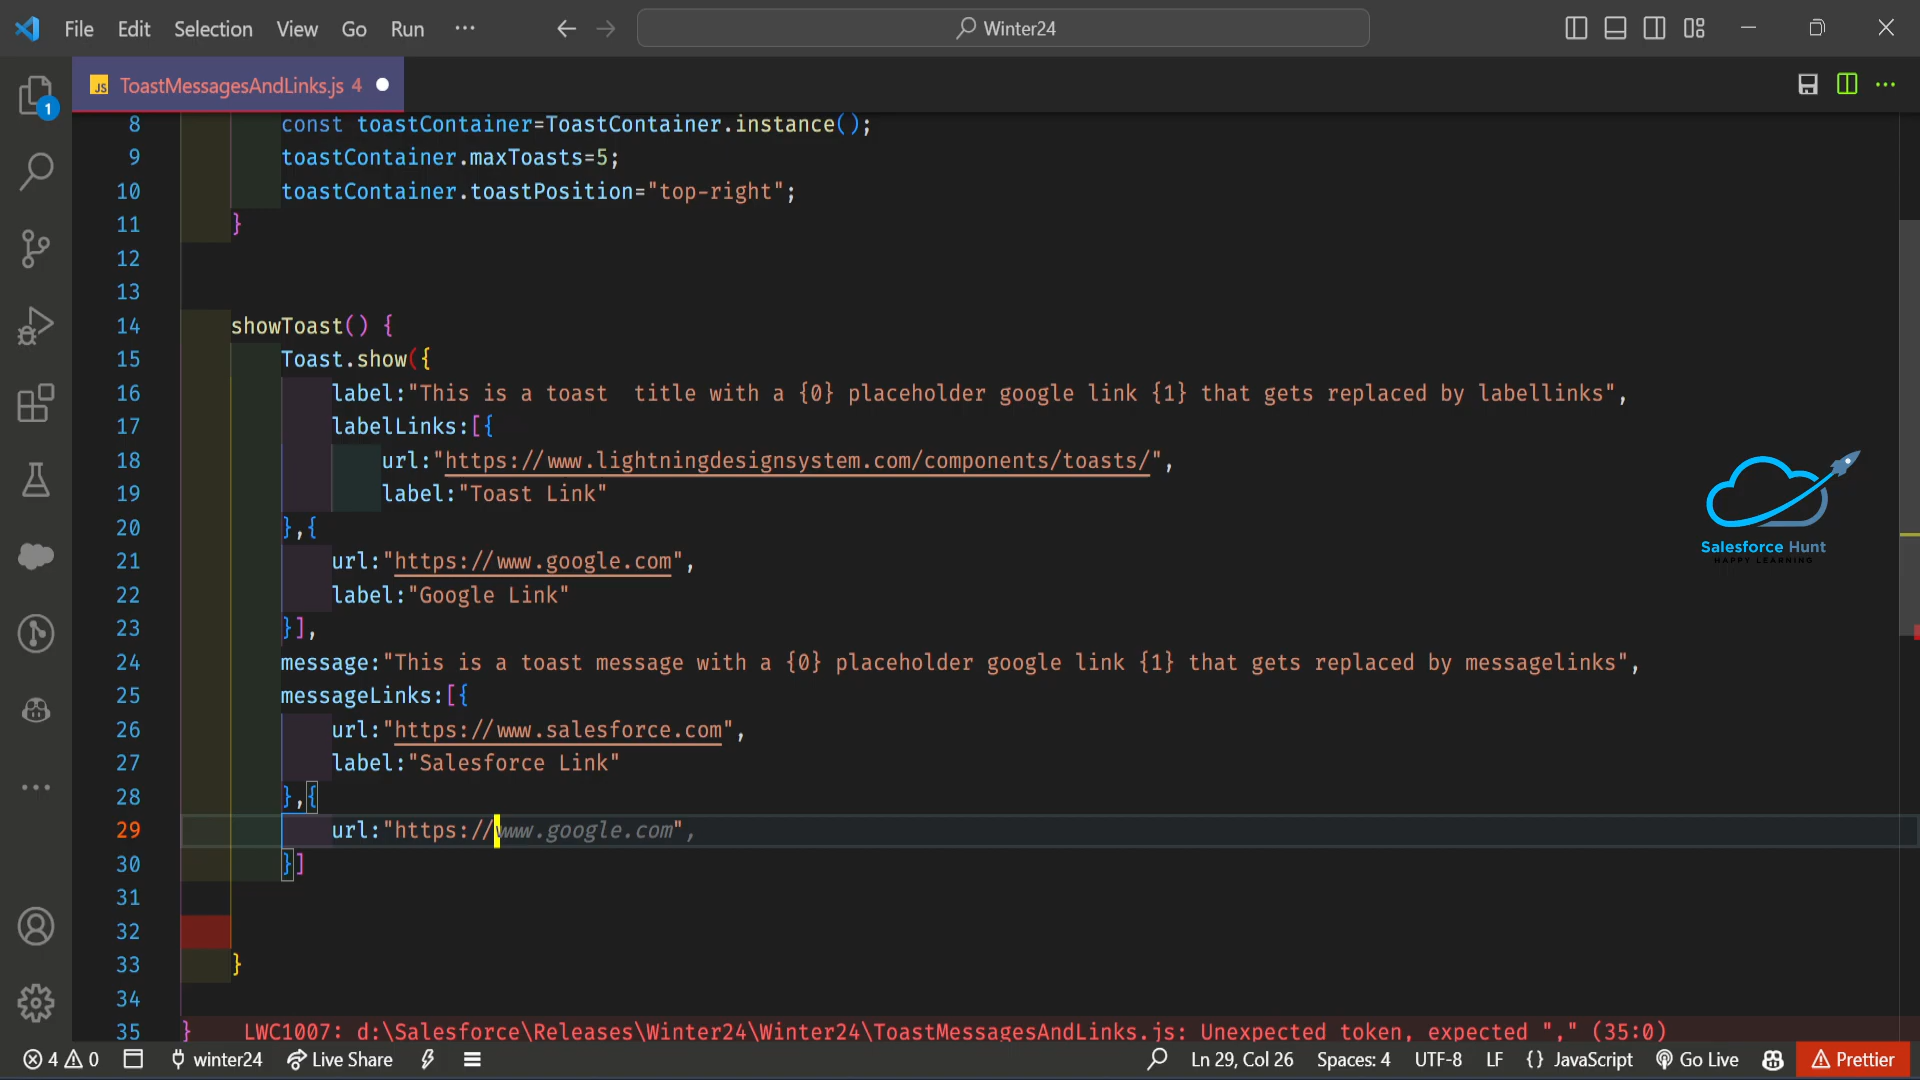 File Edit Selection View Go Run ··· Winter24
JS ToastMessagesAndLinks.js 4
1
8 const toastContainer=ToastContainer.instance();
9 toastContainer.maxToasts=5;
10 toastContainer.toastPosition="top-right";
11 }
12
13
14 showToast() {
15 Toast.show({
16 label:"This is a toast  title with a {0} placeholder google link {1} that gets replaced by labellinks",
17 labelLinks:[{
18 url:"https://www.lightningdesignsystem.com/components/toasts/",
19 label:"Toast Link"
20 },{
21 url:"https://www.google.com",
22 label:"Google Link"
23 }],
24 message:"This is a toast message with a {0} placeholder google link {1} that gets replaced by messagelinks",
25 messageLinks:[{
26 url:"https://www.salesforce.com",
27 label:"Salesforce Link"
28 },{
29 url:"https://www.google.com",
30 }]
31
32
33 }
34
35 } LWC1007: d:\Salesforce\Releases\Winter24\Winter24\ToastMessagesAndLinks.js: Unexpected token, expected "," (35:0)
Salesforce Hunt
HAPPY LEARNING
4 0 winter24 Live Share Ln 29, Col 26 Spaces: 4 UTF-8 LF {} JavaScript Go Live Prettier